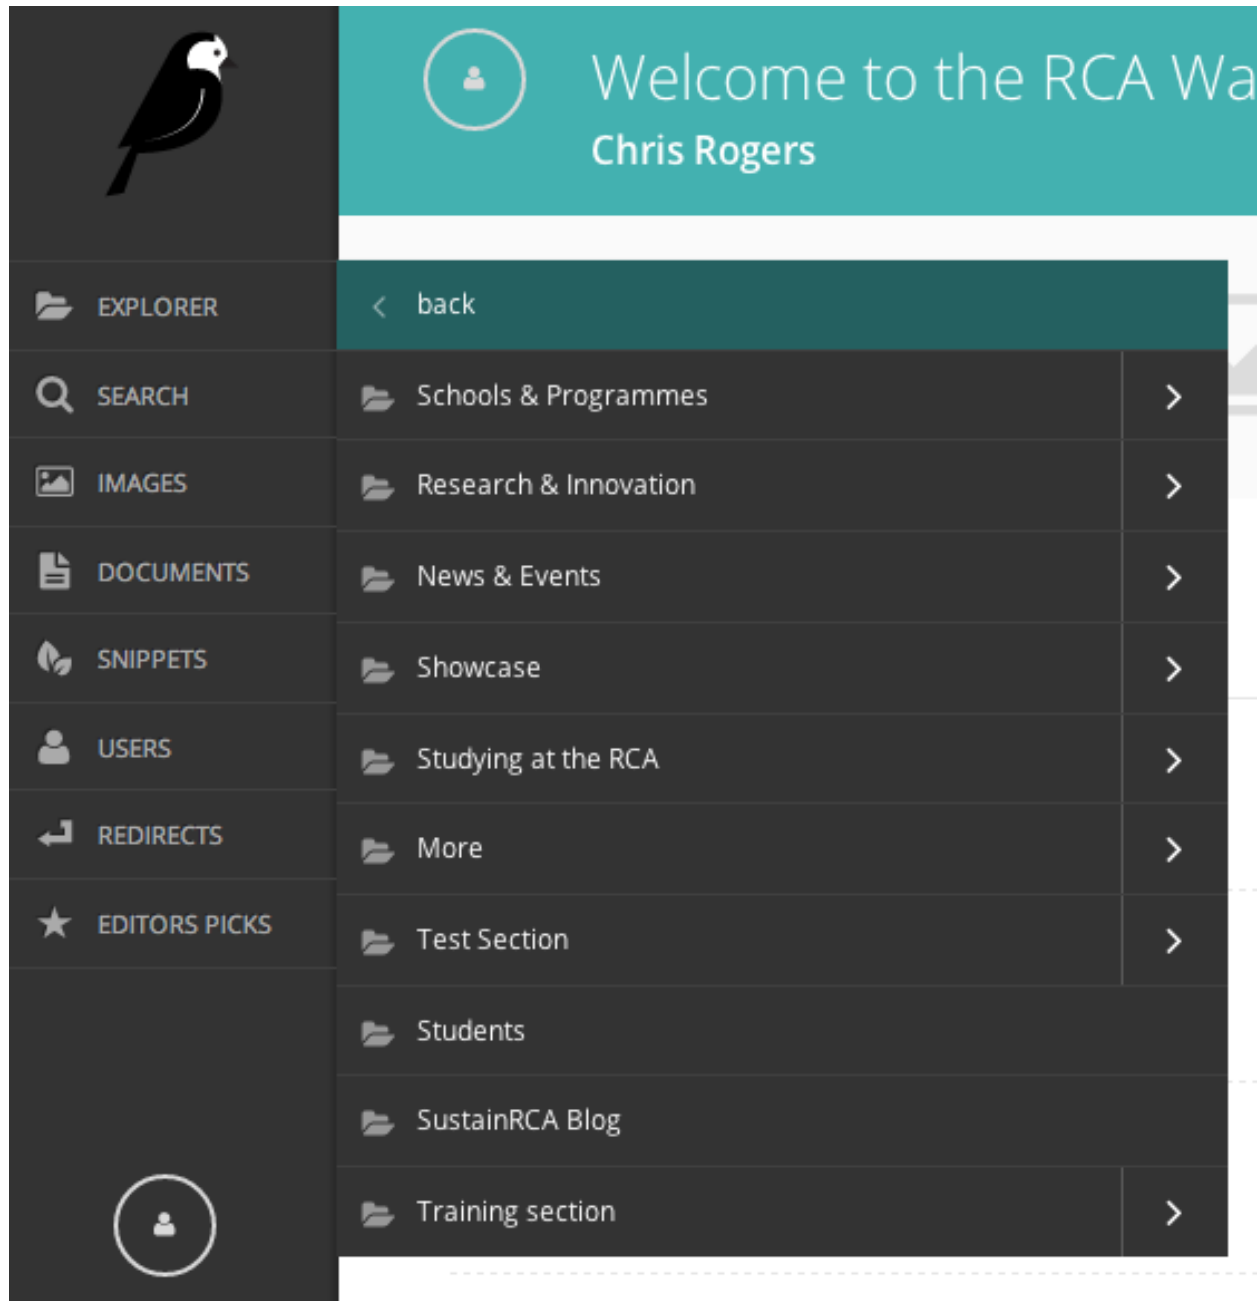 Welcome to the RCA Wa
Chris Rogers
EXPLORER
SEARCH
IMAGES
DOCUMENTS
SNIPPETS
USERS
REDIRECTS
EDITORS PICKS
back
Schools & Programmes
Research & Innovation
News & Events
Showcase
Studying at the RCA
More
Test Section
Students
SustainRCA Blog
Training section